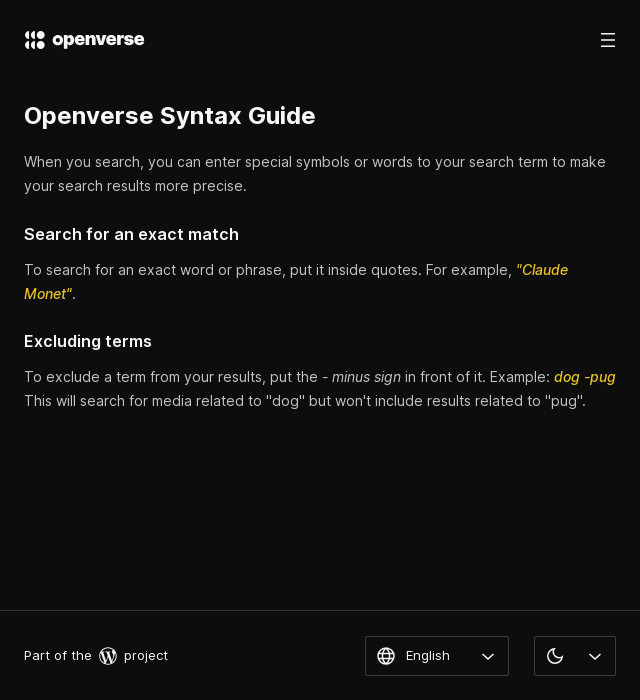 openverse
Openverse Syntax Guide
When you search, you can enter special symbols or words to your search term to make
your search results more precise.
Search for an exact match
To search for an exact word or phrase, put it inside quotes. For example, "Claude
Monet".
Excluding terms
To exclude a term from your results, put the - minus sign in front of it. Example: dog -pug
This will search for media related to "dog" but won't include results related to "pug".
Part of the W project
English